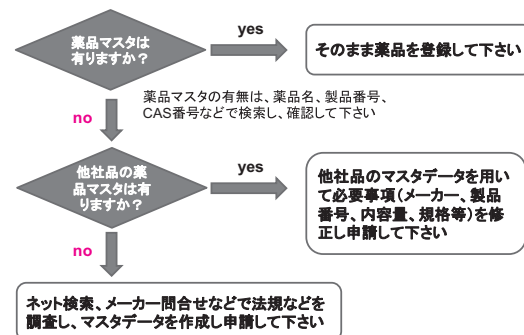 薬品マスタは
有りますか？
yes
そのまま薬品を登録して下さい
薬品マスタの有無は、薬品名、製品番号、
CAS番号などで検索し、確認して下さい
no
他社品の薬
品マスタは有
りますか？
yes
他社品のマスタデータを用い
て必要事項（メーカー、製品
番号、内容量、規格等）を修
正し申請して下さい
no
ネット検索、メーカー問合せなどで法規などを
調査し、マスタデータを作成し申請して下さい